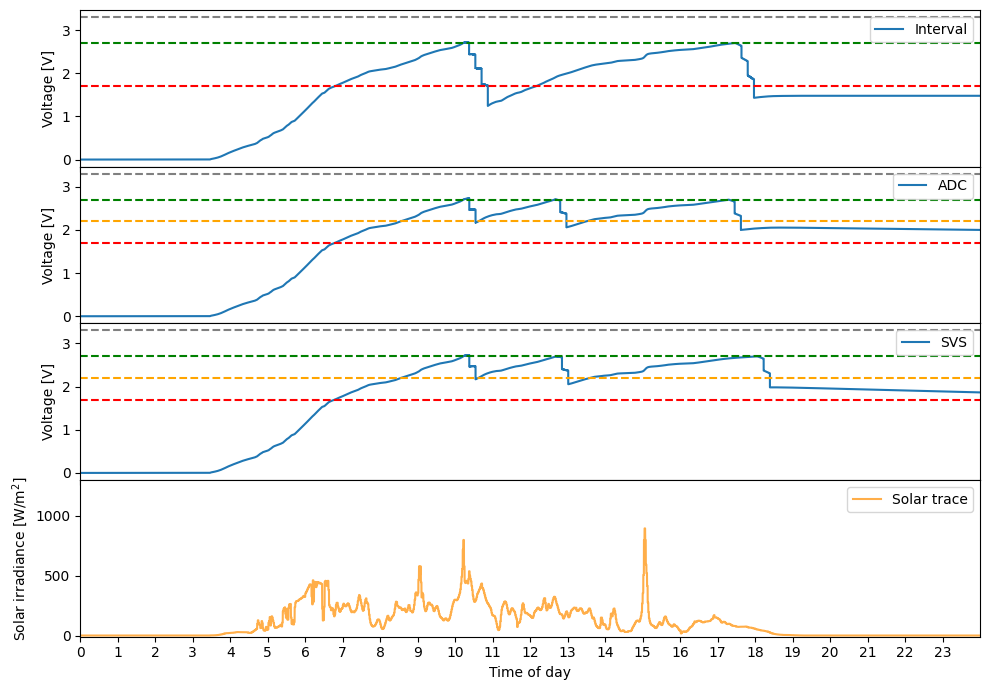 Voltage [V]
3
2
1
0
Interval
Voltage [V]
3
2
1
0
ADC
Voltage [V]
3
2
1
0
SVS
Solar irradiance [W/m²]
1000
500
0
Solar trace
0 1 2 3 4 5 6 7 8 9 10 11 12 13 14 15 16 17 18 19 20 21 22 23
Time of day